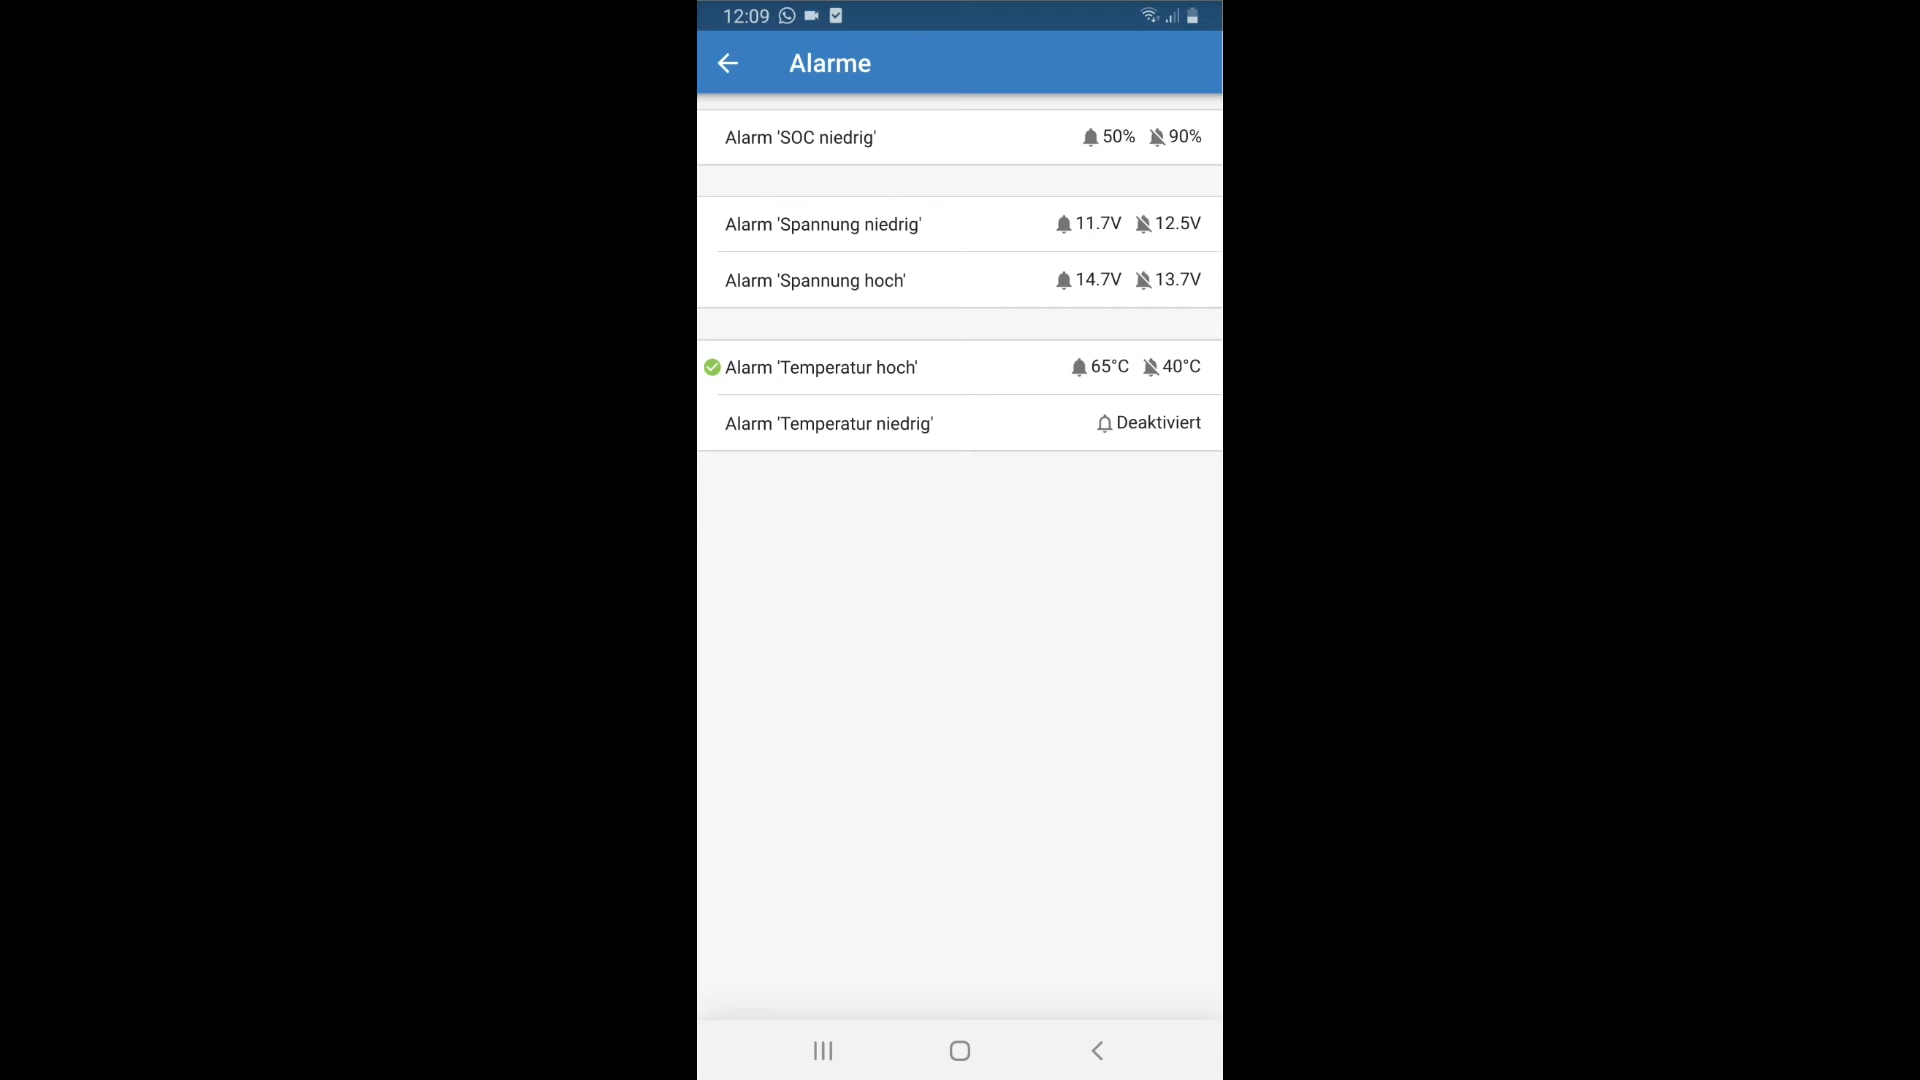 12:09
Alarme
Alarm 'SOC niedrig' 50% 90%
Alarm 'Spannung niedrig' 11.7V 12.5V
Alarm 'Spannung hoch' 14.7V 13.7V
Alarm 'Temperatur hoch' 65°C 40°C
Alarm 'Temperatur niedrig' Deaktiviert